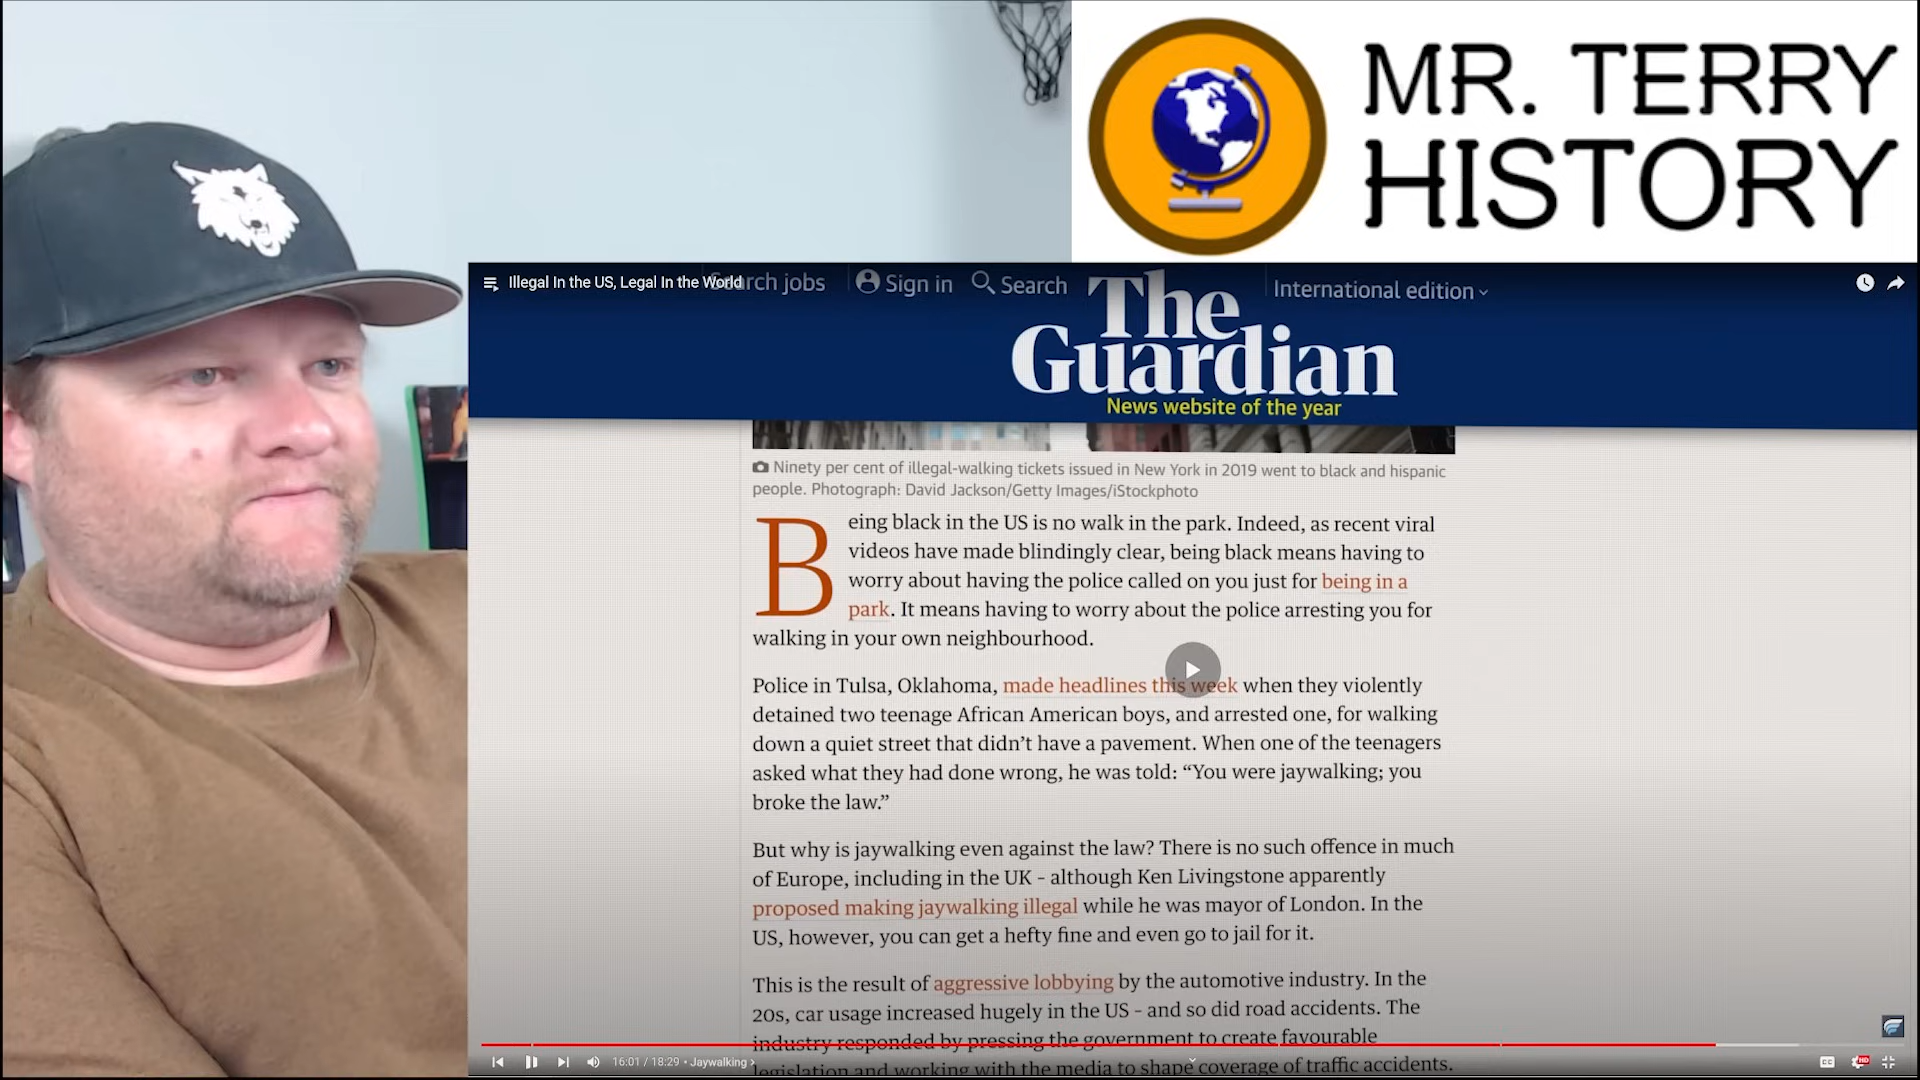 MR. TERRY
HISTORY
Illegal In the US, Legal In the World
Search jobs
Sign in
Search
International edition
The
Guardian
News website of the year
Ninety per cent of illegal-walking tickets issued in New York in 2019 went to black and hispanic
people. Photograph: David Jackson/Getty Images/iStockphoto
Being black in the US is no walk in the park. Indeed, as recent viral
videos have made blindingly clear, being black means having to
worry about having the police called on you just for being in a
park. It means having to worry about the police arresting you for
walking in your own neighbourhood.
Police in Tulsa, Oklahoma, made headlines this week when they violently
detained two teenage African American boys, and arrested one, for walking
down a quiet street that didn't have a pavement. When one of the teenagers
asked what they had done wrong, he was told: “You were jaywalking; you
broke the law.”
But why is jaywalking even against the law? There is no such offence in much
of Europe, including in the UK – although Ken Livingstone apparently
proposed making jaywalking illegal while he was mayor of London. In the
US, however, you can get a hefty fine and even go to jail for it.
This is the result of aggressive lobbying by the automotive industry. In the
20s, car usage increased hugely in the US – and so did road accidents. The
industry responded by pressing the government to create favourable
legislation and working with the media to shape coverage of traffic accidents.
16:01 / 18:29 • Jaywalking
CC
HD